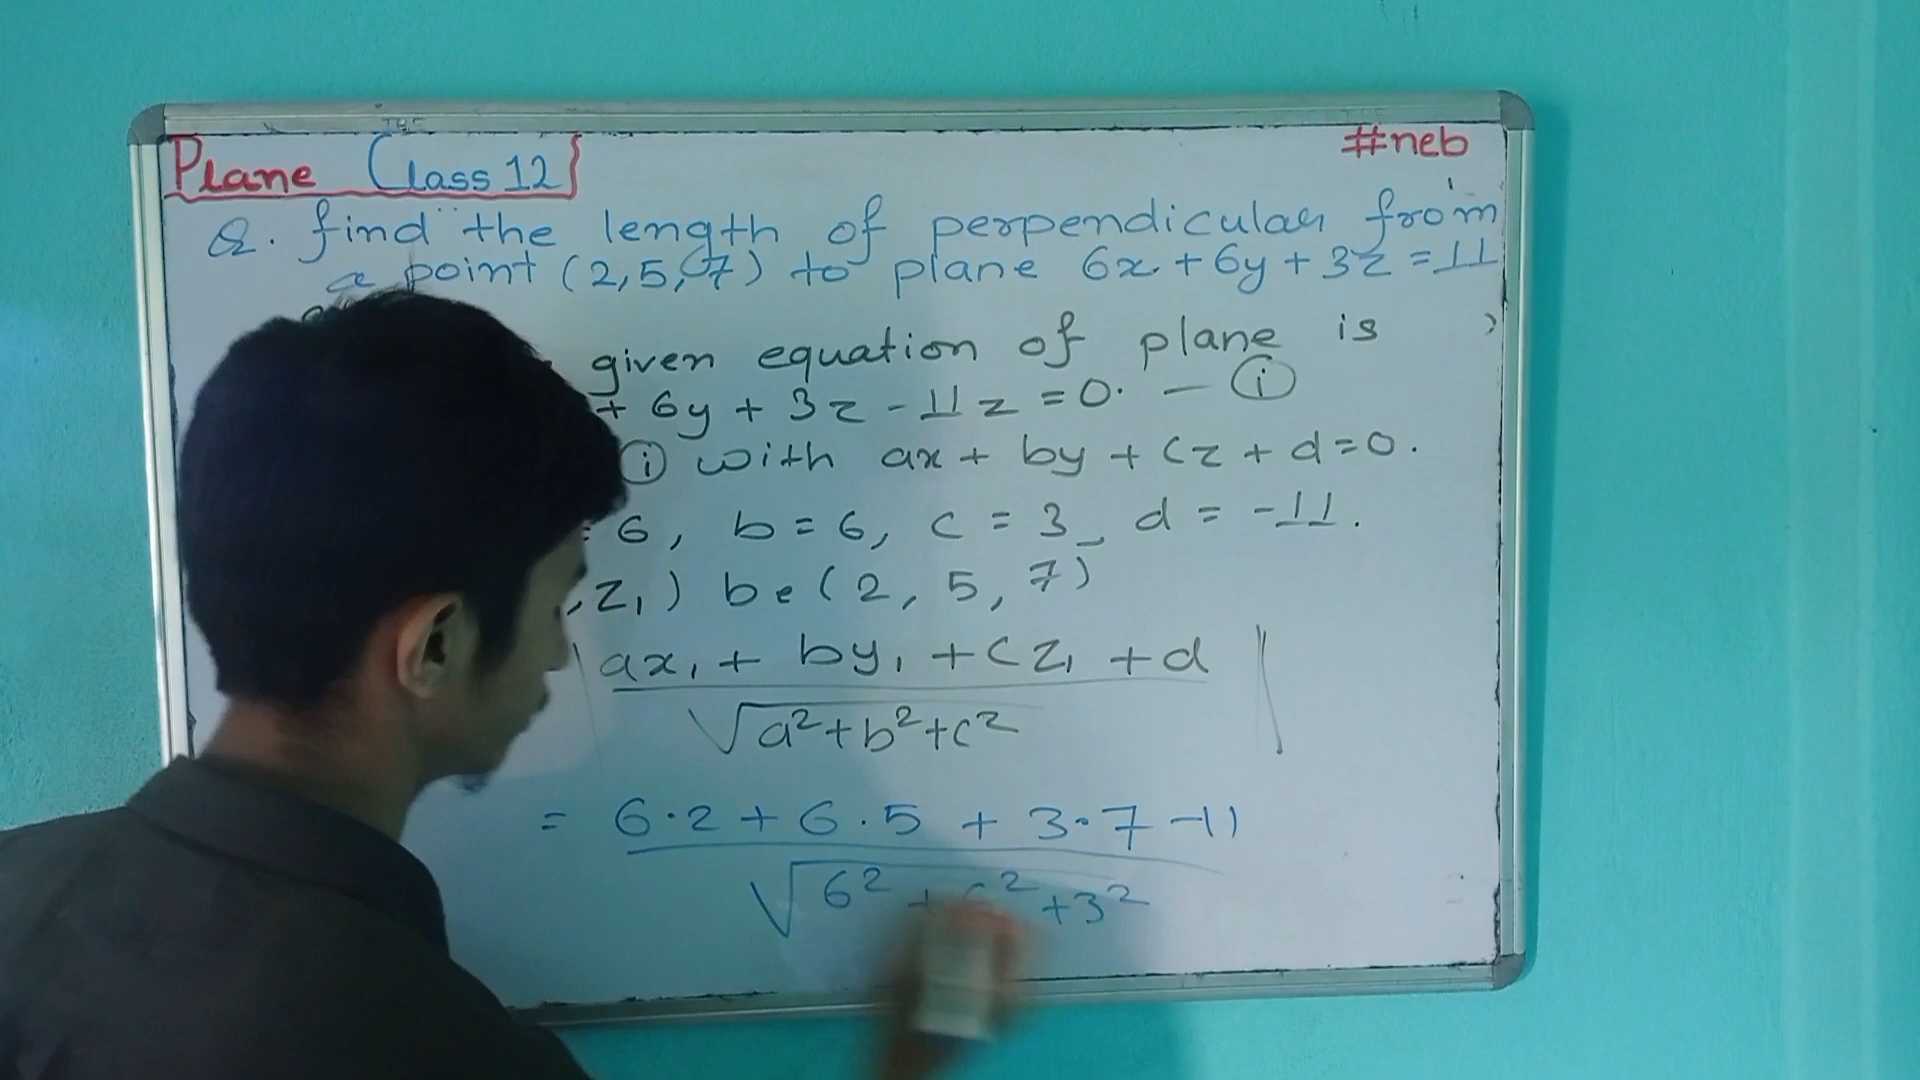 Plane Class 12
#neb
Q. find the length of perpendicular from
a point (2,5,7) to plane 6x + 6y + 3z = 11
given equation of plane is
+ 6y + 3z - 11z = 0. — (i)
(i) with ax + by + cz + d = 0.
= 6, b = 6, c = 3, d = -11.
, z₁) be (2, 5, 7)
| ax₁ + by₁ + cz₁ + d |
√a²+b²+c²
= 6·2 + 6·5 + 3·7 - 11
√6² + 6² + 3²